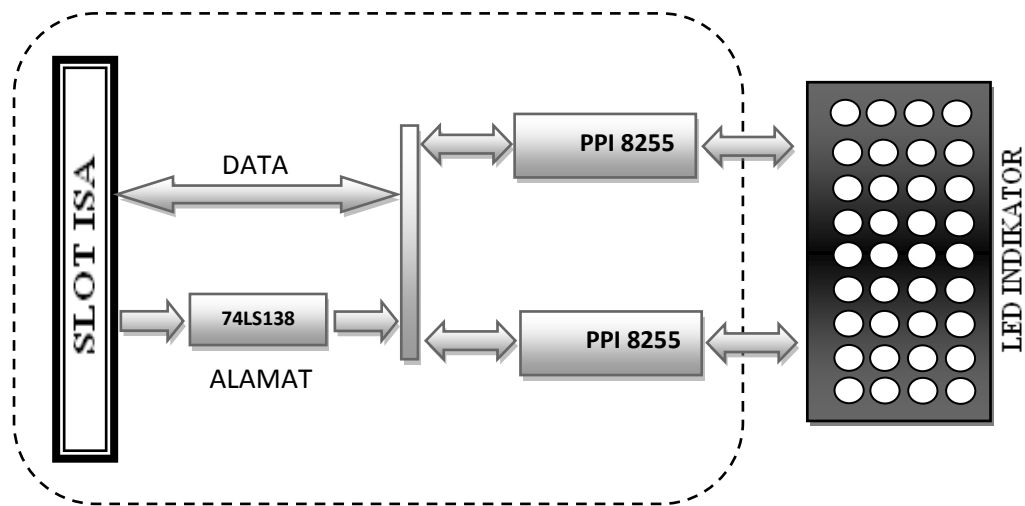 SLOT ISA
DATA
74LS138
ALAMAT
PPI 8255
PPI 8255
LED INDIKATOR